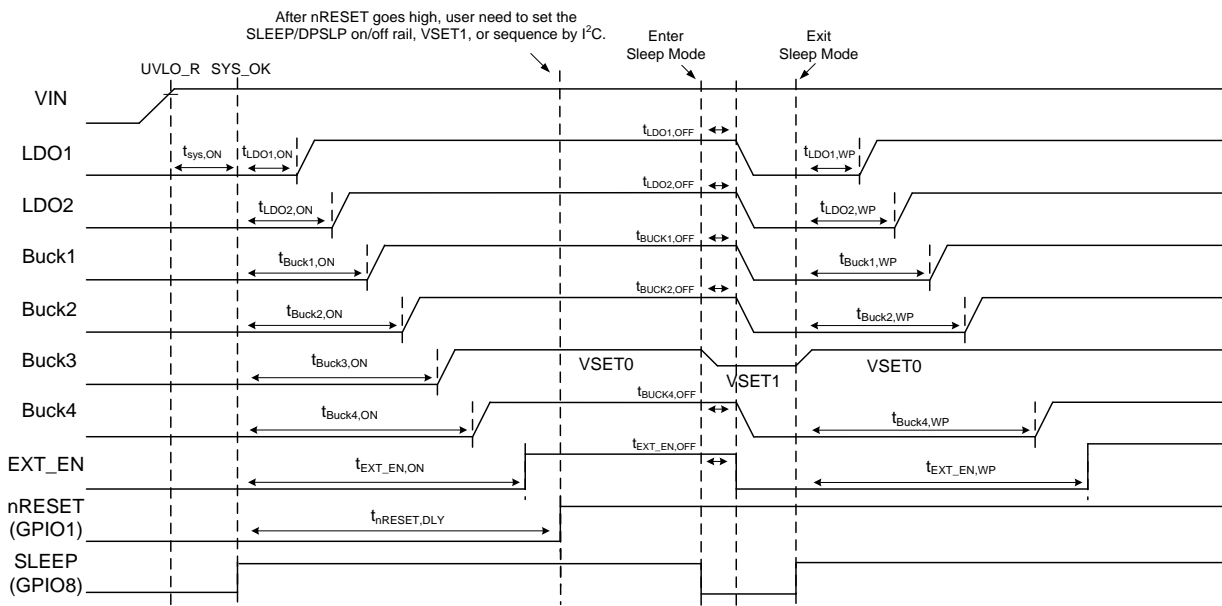 After nRESET goes high, user need to set the
SLEEP/DPSLP on/off rail, VSET1, or sequence by I²C.
Enter
Sleep Mode
Exit
Sleep Mode
UVLO_R SYS_OK
VIN
LDO1
tsys,ON
tLDO1,ON
tLDO1,OFF
tLDO1,WP
LDO2
tLDO2,ON
tLDO2,OFF
tLDO2,WP
Buck1
tBuck1,ON
tBUCK1,OFF
tBuck1,WP
Buck2
tBuck2,ON
tBUCK2,OFF
tBuck2,WP
Buck3
tBuck3,ON
VSET0
VSET1
VSET0
Buck4
tBuck4,ON
tBUCK4,OFF
tBuck4,WP
EXT_EN
tEXT_EN,ON
tEXT_EN,OFF
tEXT_EN,WP
nRESET
(GPIO1)
tnRESET,DLY
SLEEP
(GPIO8)